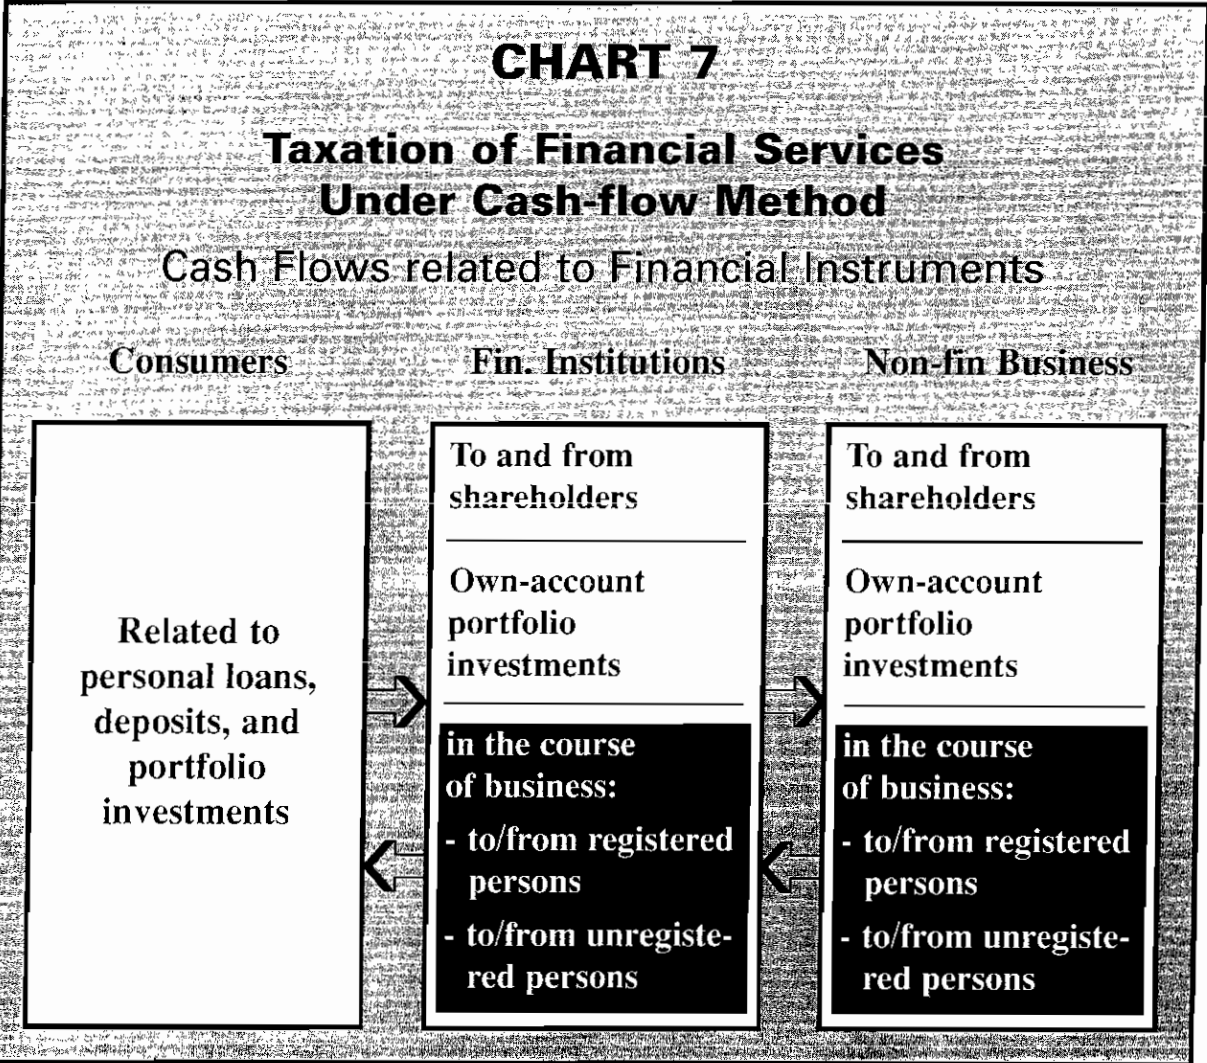 CHART 7
Taxation of Financial Services
Under Cash-flow Method
Cash Flows related to Financial Instruments
Consumers
Fin. Institutions
Non-fin Business
Related to
personal loans,
deposits, and
portfolio
investments
To and from
shareholders
Own-account
portfolio
investments
in the course
of business:
- to/from registered
persons
- to/from unregiste-
red persons
To and from
shareholders
Own-account
portfolio
investments
in the course
of business:
- to/from registered
persons
- to/from unregiste-
red persons